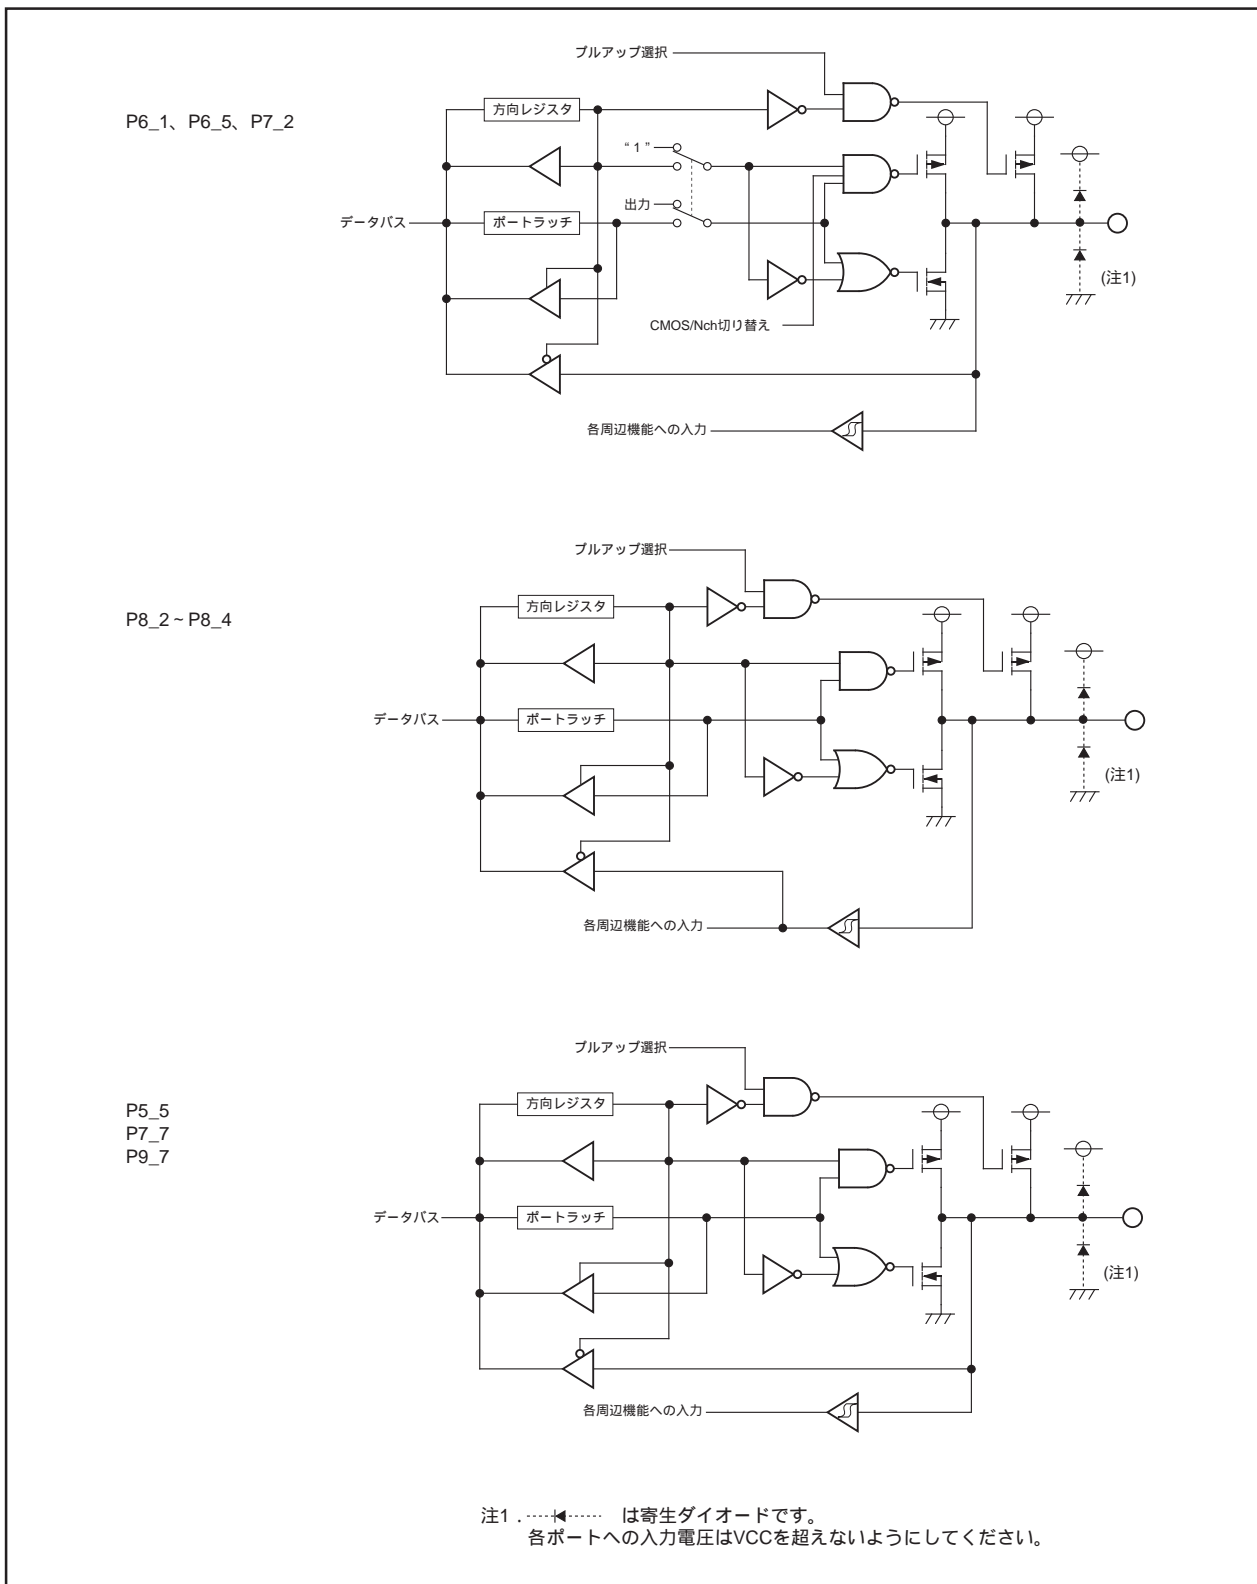 プルアップ選択
P6_1、P6_5、P7_2
方向レジスタ
“ 1 ”
出力
データバス
ポートラッチ
(注1)
CMOS/Nch切り替え
各周辺機能への入力
プルアップ選択
P8_2 ~ P8_4
方向レジスタ
データバス
ポートラッチ
(注1)
各周辺機能への入力
プルアップ選択
P5_5
P7_7
P9_7
方向レジスタ
データバス
ポートラッチ
(注1)
各周辺機能への入力
注1 . は寄生ダイオードです。
各ポートへの入力電圧はVCCを超えないようにしてください。